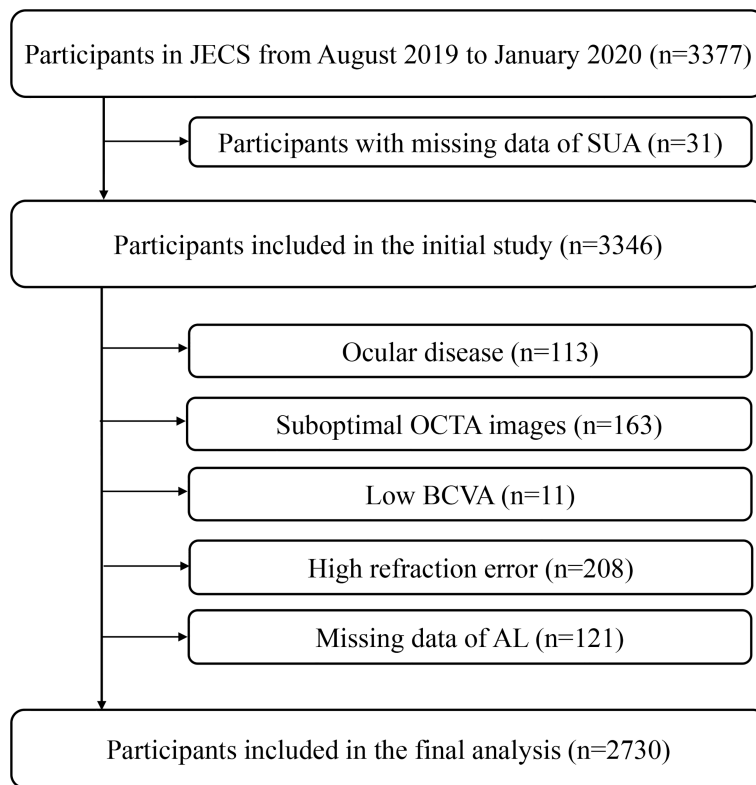 Participants in JECS from August 2019 to January 2020 (n=3377)
Participants with missing data of SUA (n=31)
Participants included in the initial study (n=3346)
Ocular disease (n=113)
Suboptimal OCTA images (n=163)
Low BCVA (n=11)
High refraction error (n=208)
Missing data of AL (n=121)
Participants included in the final analysis (n=2730)